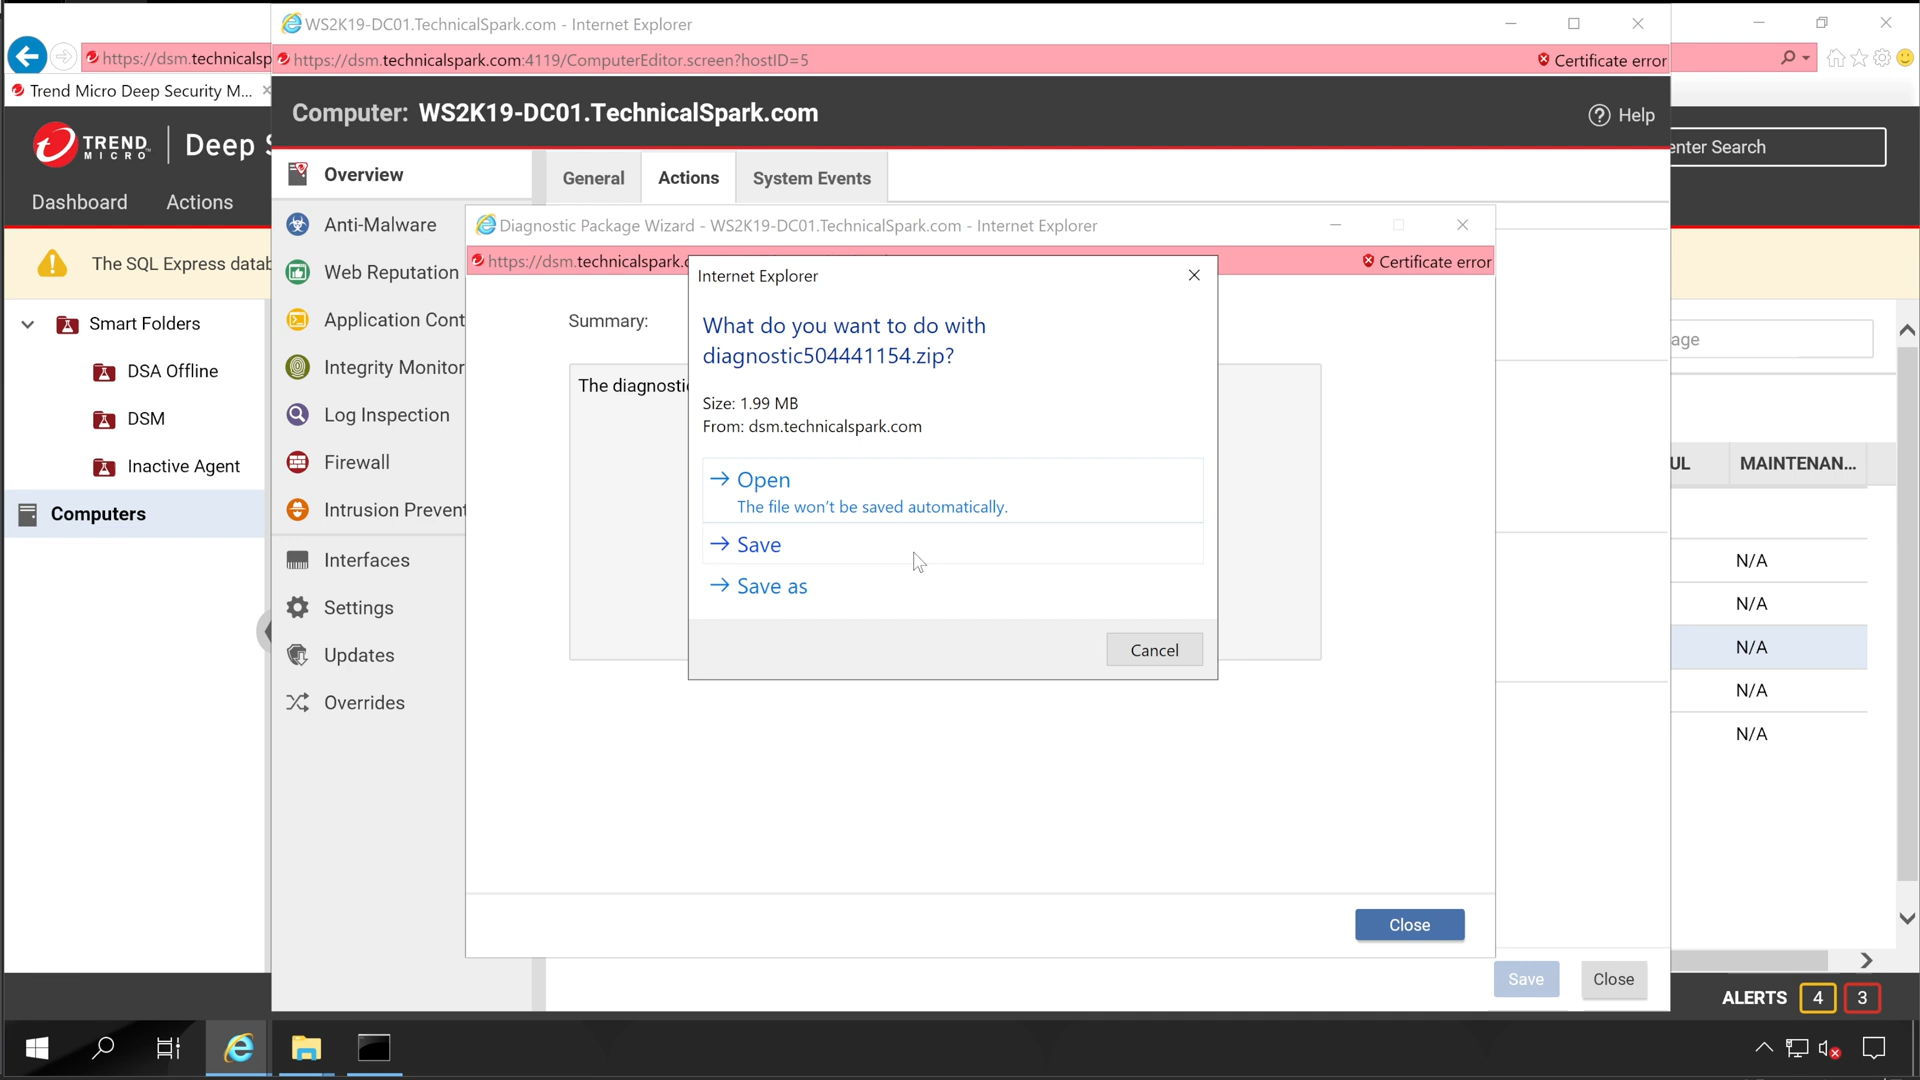 WS2K19-DC01.TechnicalSpark.com - Internet Explorer
https://dsm.technicalsp
https://dsm.technicalspark.com:4119/ComputerEditor.screen?hostID=5
Certificate error
Trend Micro Deep Security M...
Computer: WS2K19-DC01.TechnicalSpark.com
Help
TREND MICRO
Deep S
enter Search
Dashboard
Actions
Overview
General
Actions
System Events
The SQL Express datab
Anti-Malware
Web Reputation
Application Cont
Integrity Monitor
Log Inspection
Firewall
Intrusion Prevent
Interfaces
Settings
Updates
Overrides
Smart Folders
DSA Offline
DSM
Inactive Agent
Computers
Diagnostic Package Wizard - WS2K19-DC01.TechnicalSpark.com - Internet Explorer
https://dsm.technicalspark.c
Certificate error
Summary:
The diagnostic
Internet Explorer
What do you want to do with
diagnostic504441154.zip?
Size: 1.99 MB
From: dsm.technicalspark.com
Open
The file won't be saved automatically.
Save
Save as
Cancel
Close
Save
Close
age
UL
MAINTENAN...
N/A
N/A
N/A
N/A
N/A
ALERTS
4
3